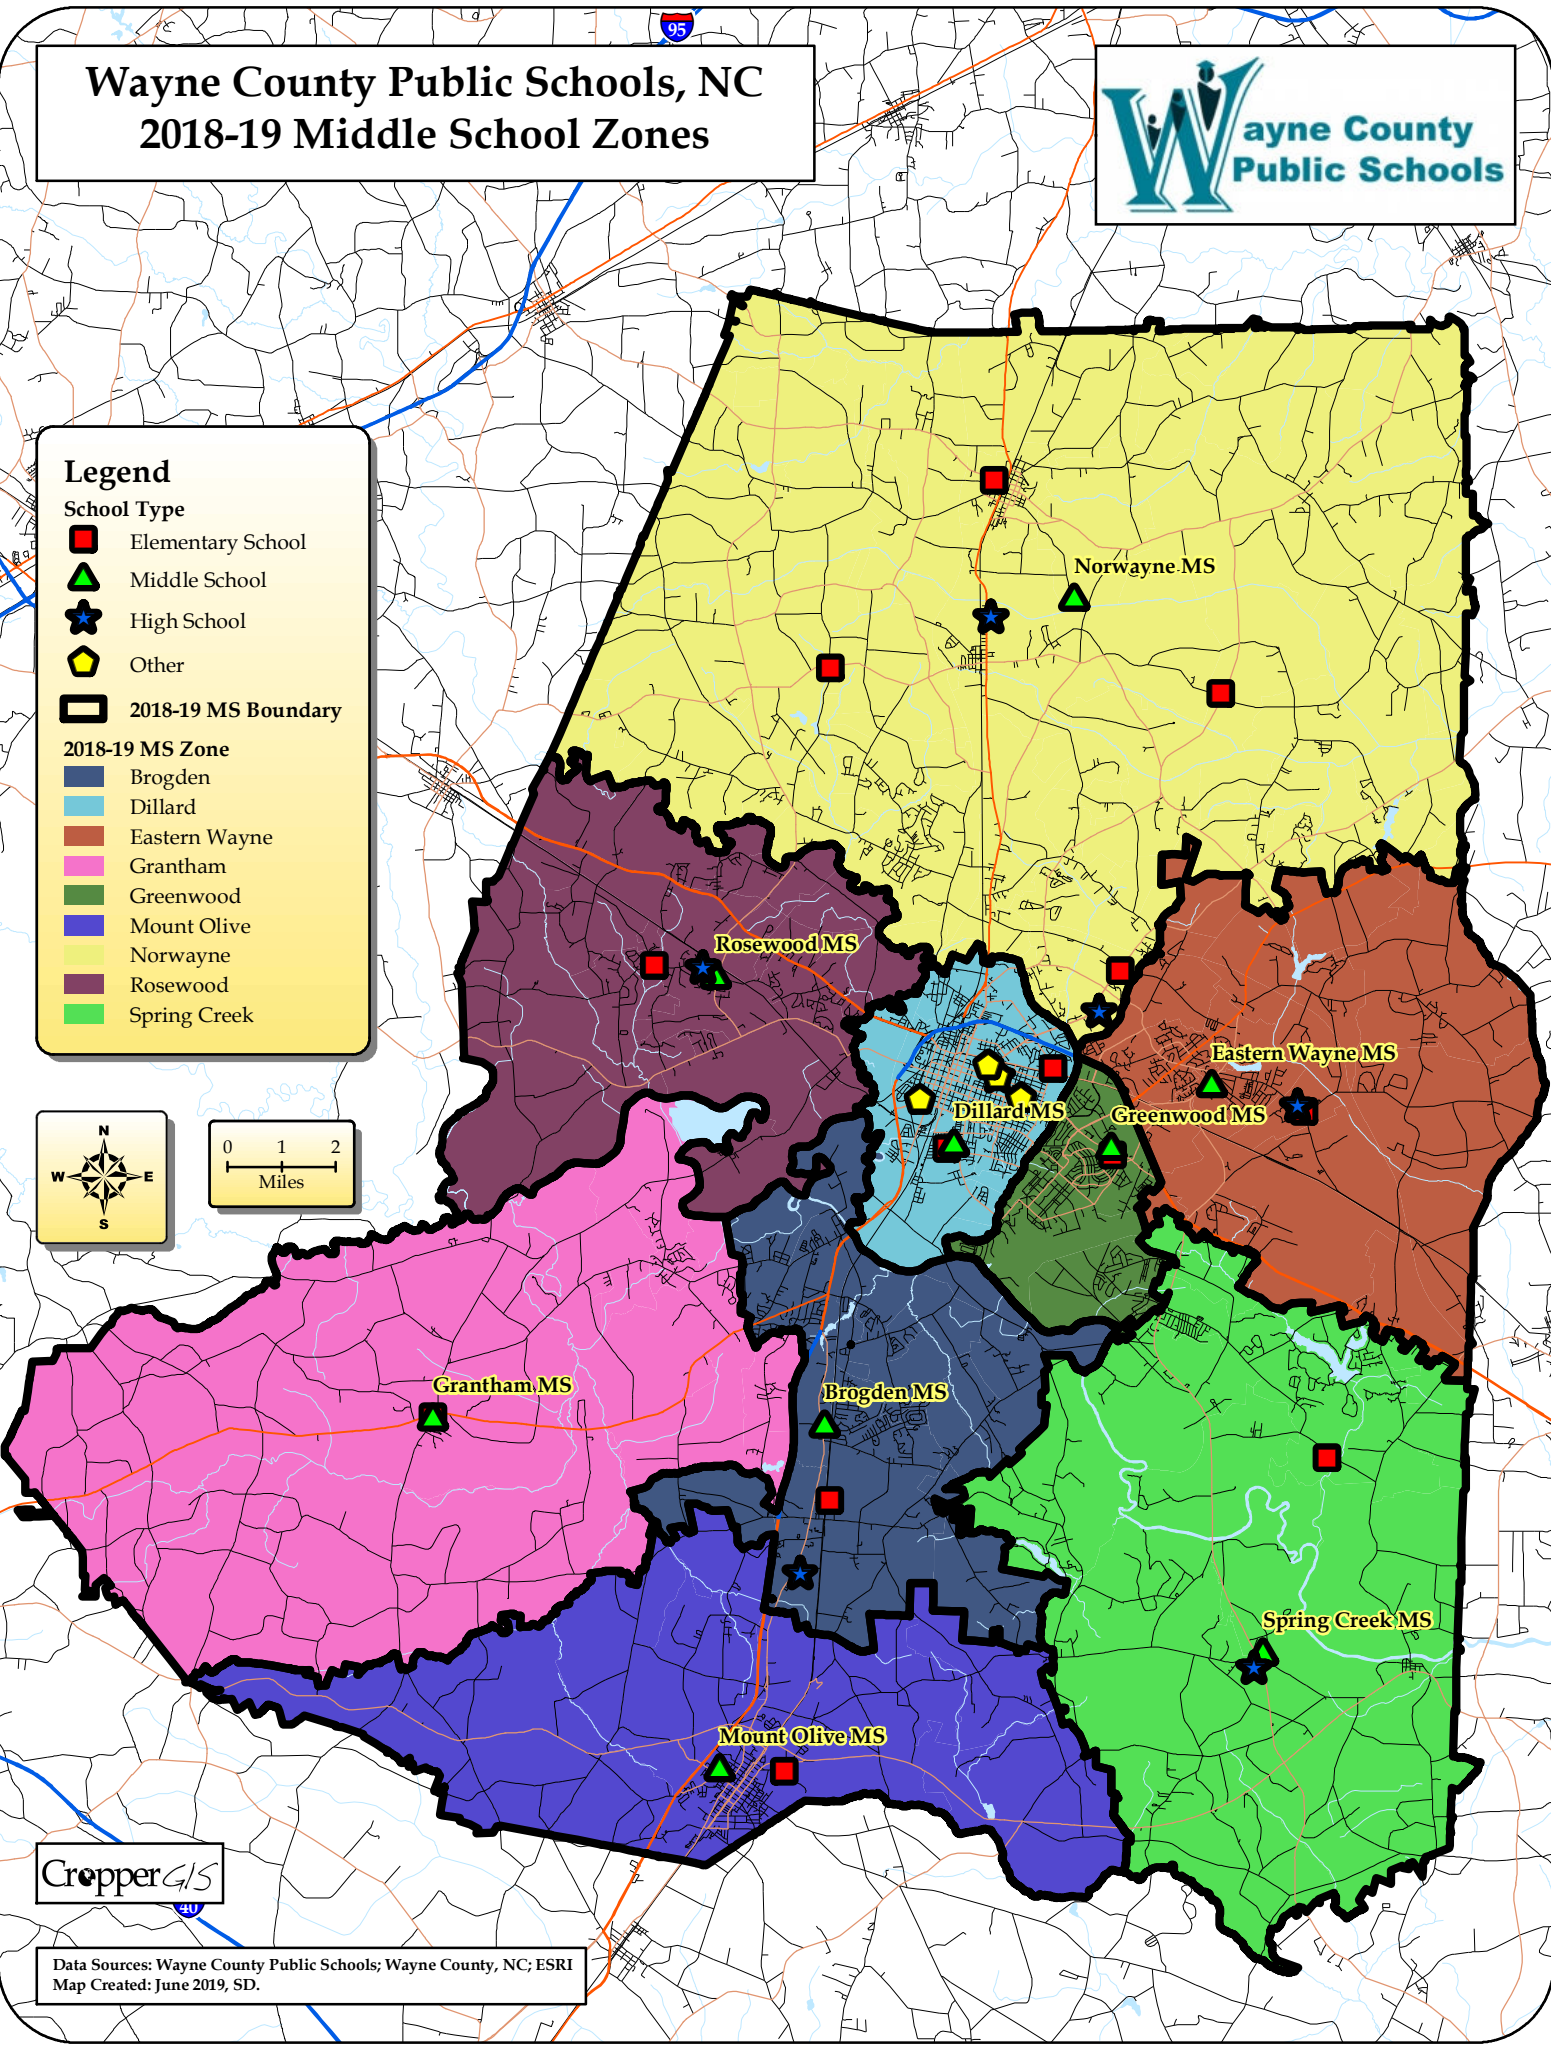 95
Wayne County Public Schools, NC
2018-19 Middle School Zones
Wayne County
Public Schools
Legend
School Type
Elementary School
Middle School
High School
Other
2018-19 MS Boundary
2018-19 MS Zone
Brogden
Dillard
Eastern Wayne
Grantham
Greenwood
Mount Olive
Norwayne
Rosewood
Spring Creek
Norwayne MS
Rosewood MS
Eastern Wayne MS
Dillard MS
Greenwood MS
N
W E
S
0 1 2
Miles
Grantham MS
Brogden MS
Spring Creek MS
Mount Olive MS
CropperGIS
40
Data Sources: Wayne County Public Schools; Wayne County, NC; ESRI
Map Created: June 2019, SD.